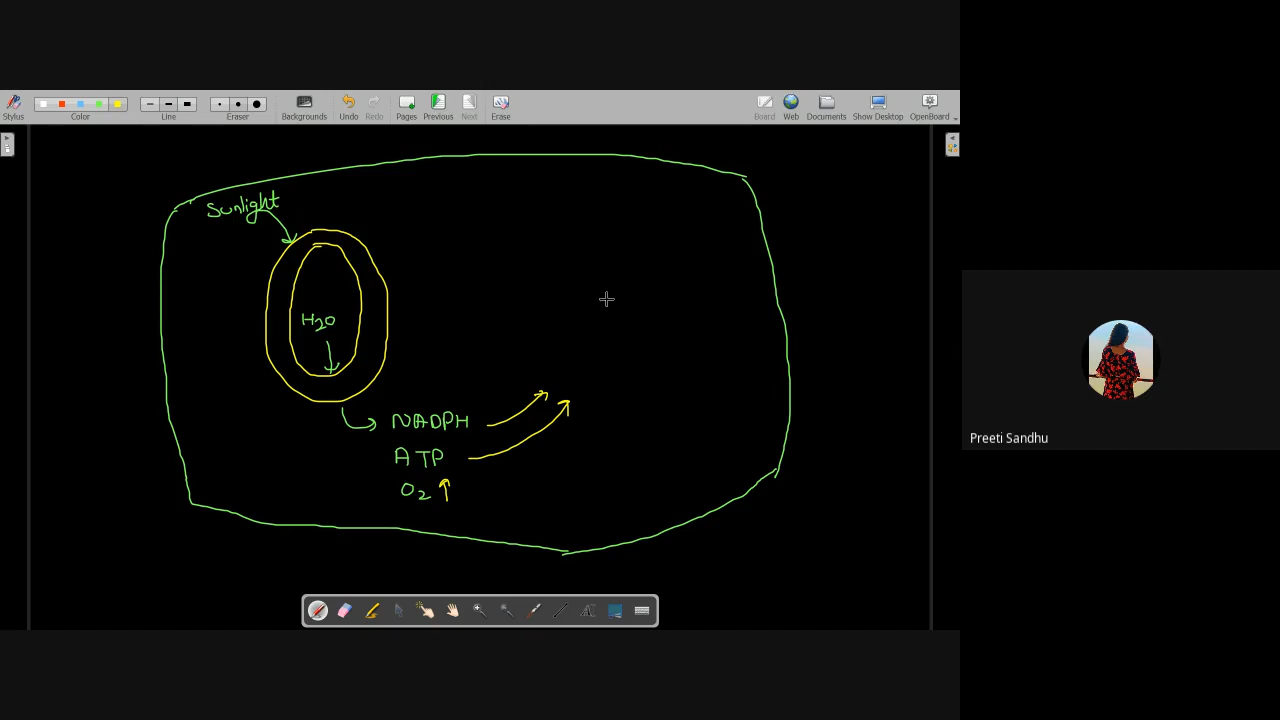 Stylus
Color
Line
Eraser
Backgrounds
Undo
Redo
Pages
Previous
Next
Erase
Board
Web
Documents
Show Desktop
OpenBoard
Sunlight
H2O
NADPH
ATP
O2
Preeti Sandhu